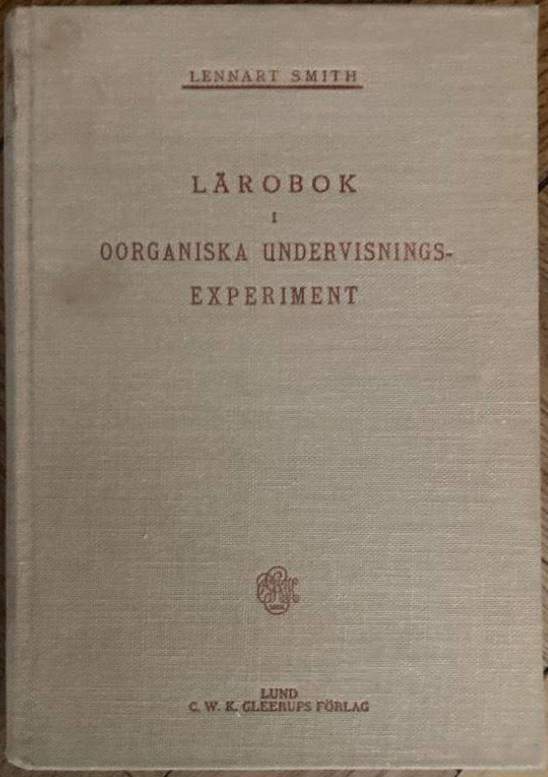 LENNART SMITH
LÄROBOK
I
OORGANISKA UNDERVISNINGS-
EXPERIMENT
LUND
C. W. K. GLEERUPS FÖRLAG